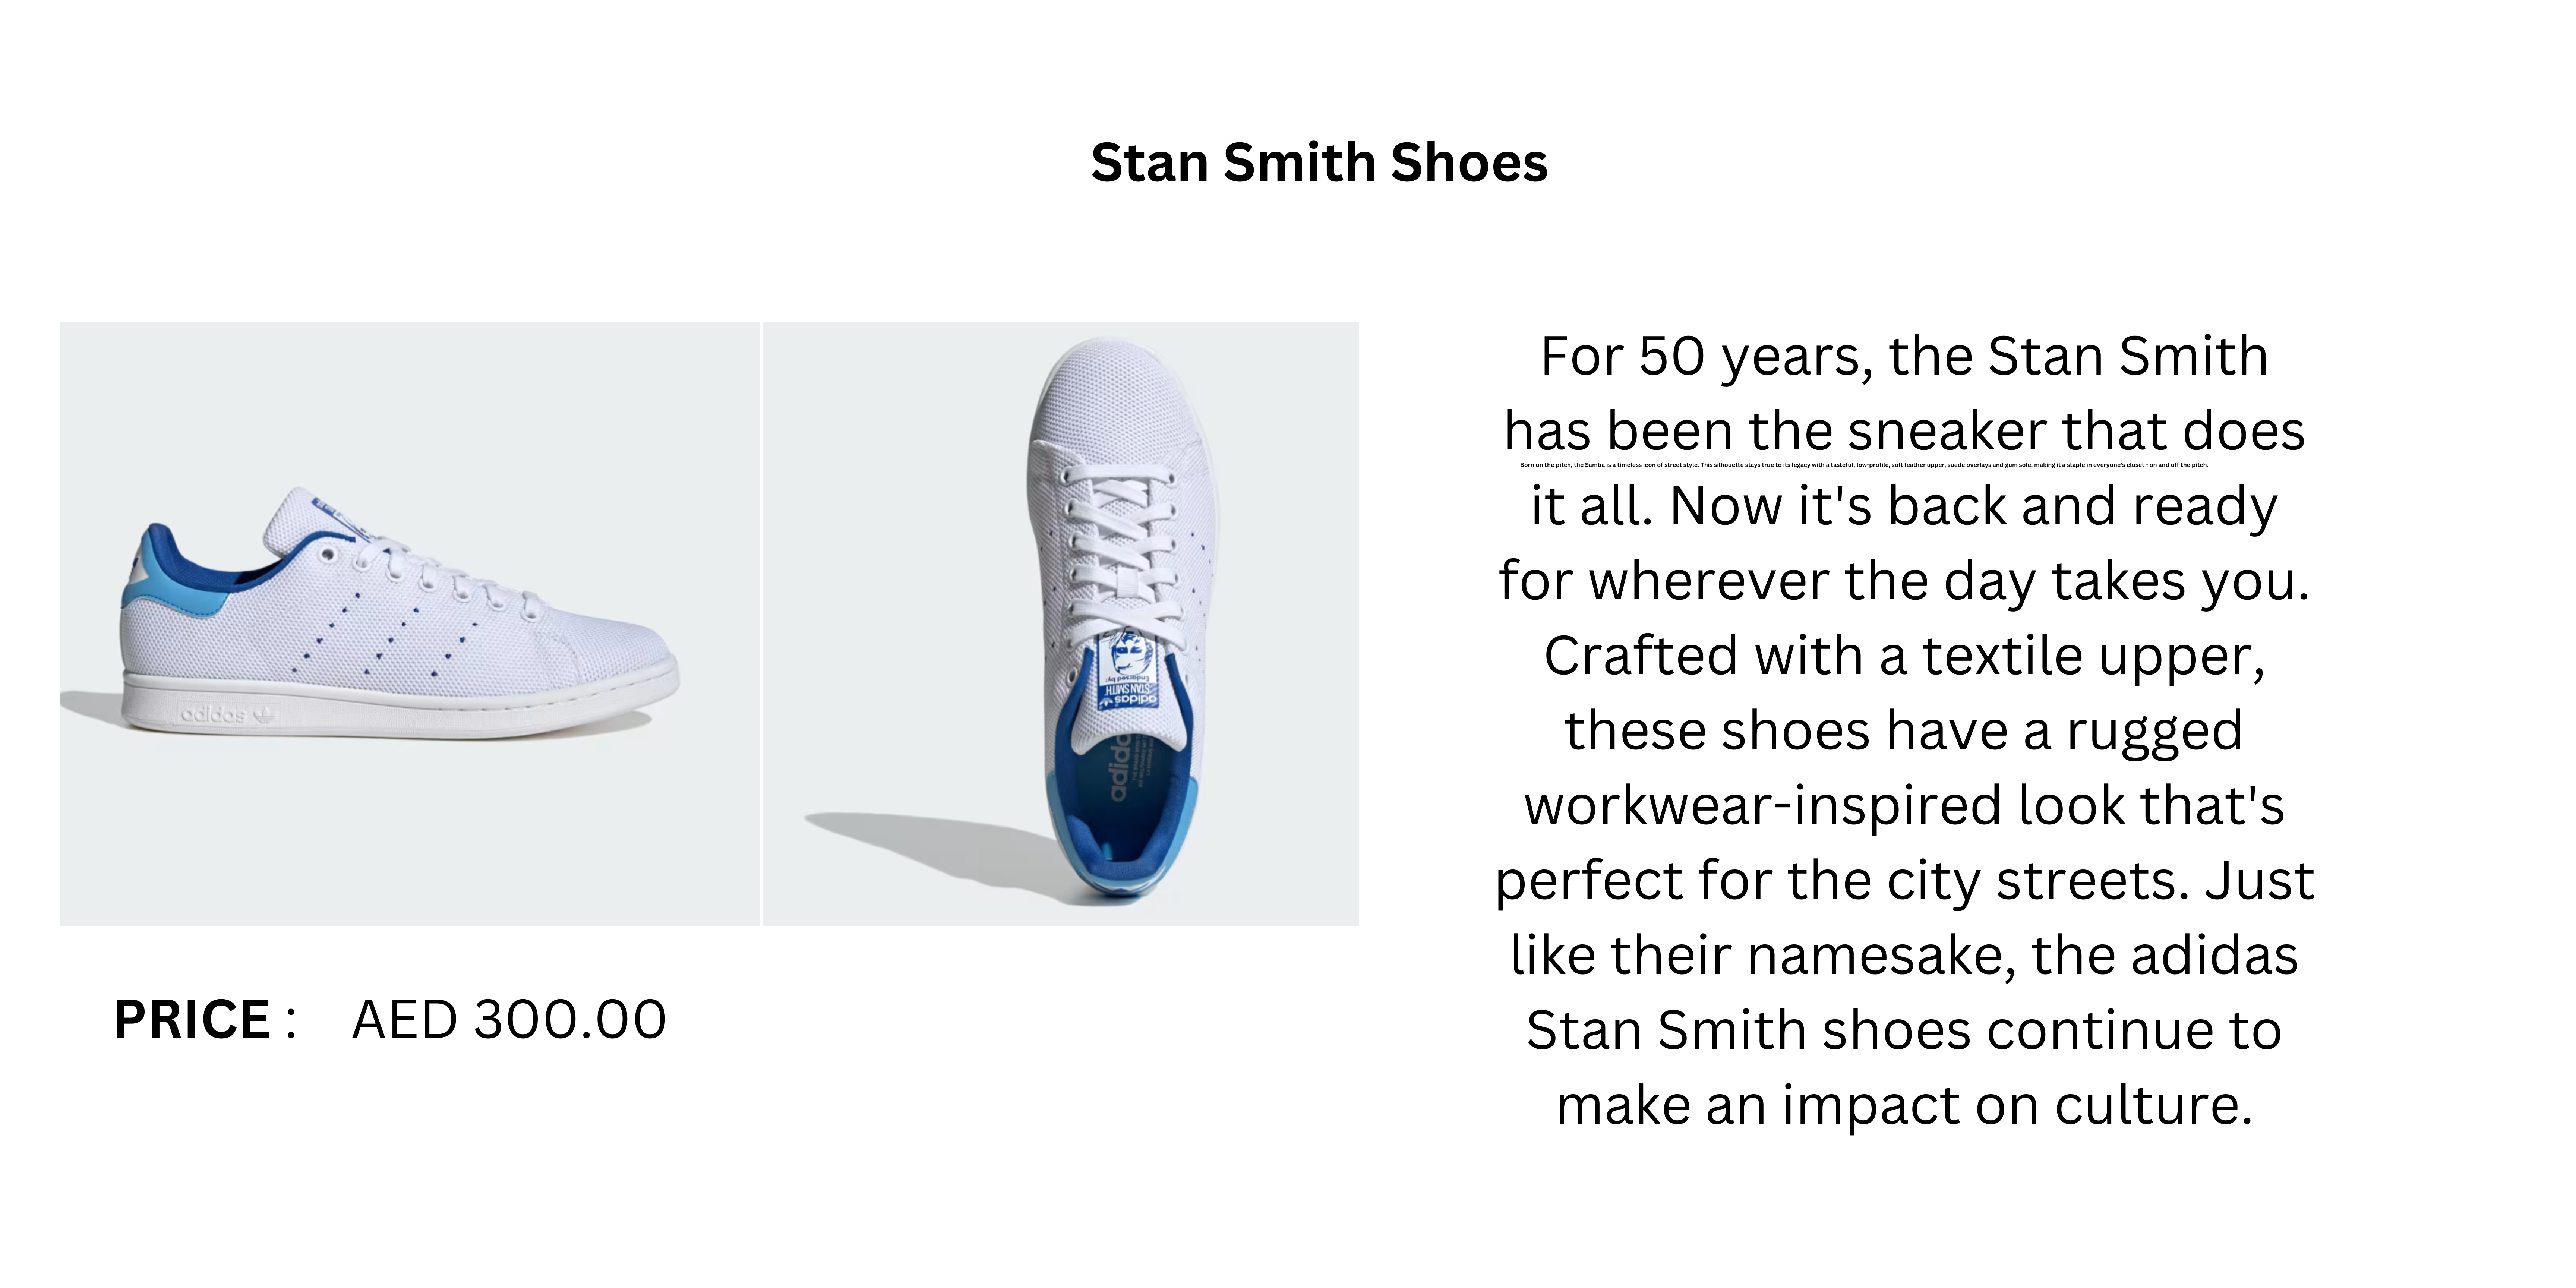 Stan Smith Shoes
adidas
Endorsed by:
STAN SMITH
adidas
PRICE : AED 300.00
For 50 years, the Stan Smith
has been the sneaker that does
Born on the pitch, the Samba is a timeless icon of street style. This silhouette stays true to its legacy with a tasteful, low-profile, soft leather upper, suede overlays and gum sole, making it a staple in everyone's closet - on and off the pitch.
it all. Now it's back and ready
for wherever the day takes you.
Crafted with a textile upper,
these shoes have a rugged
workwear-inspired look that's
perfect for the city streets. Just
like their namesake, the adidas
Stan Smith shoes continue to
make an impact on culture.